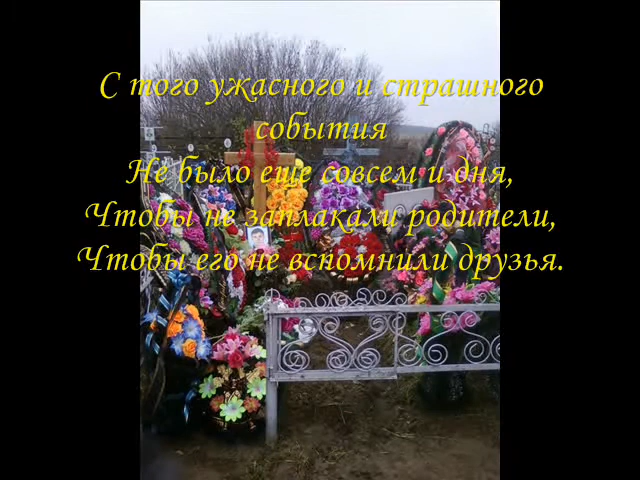 С того ужасного и страшного
события
Не было еще совсем и дня,
Чтобы не заплакали родители,
Чтобы его не вспомнили друзья.